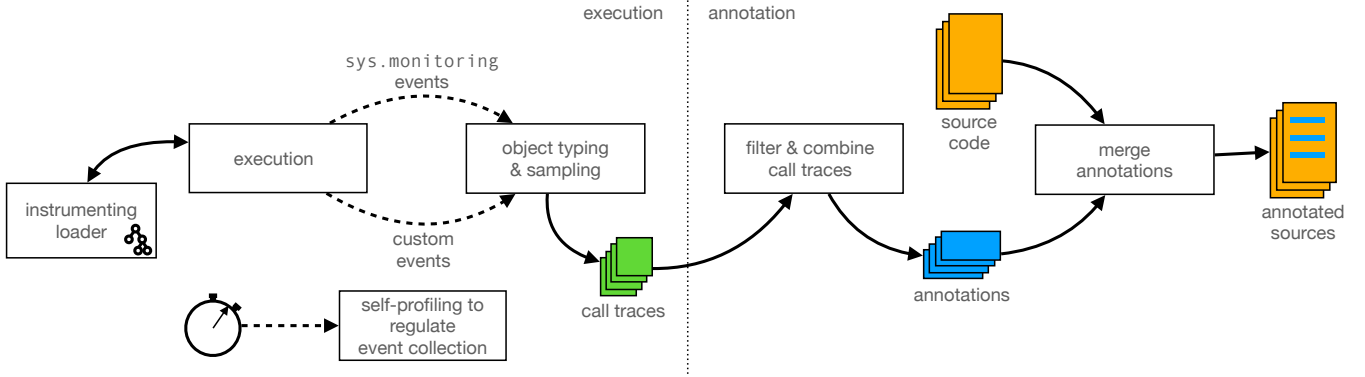 execution
annotation
sys.monitoring
events
execution
object typing
& sampling
instrumenting
loader
custom
events
call traces
self-profiling to
regulate
event collection
filter & combine
call traces
source
code
merge
annotations
annotations
annotated
sources